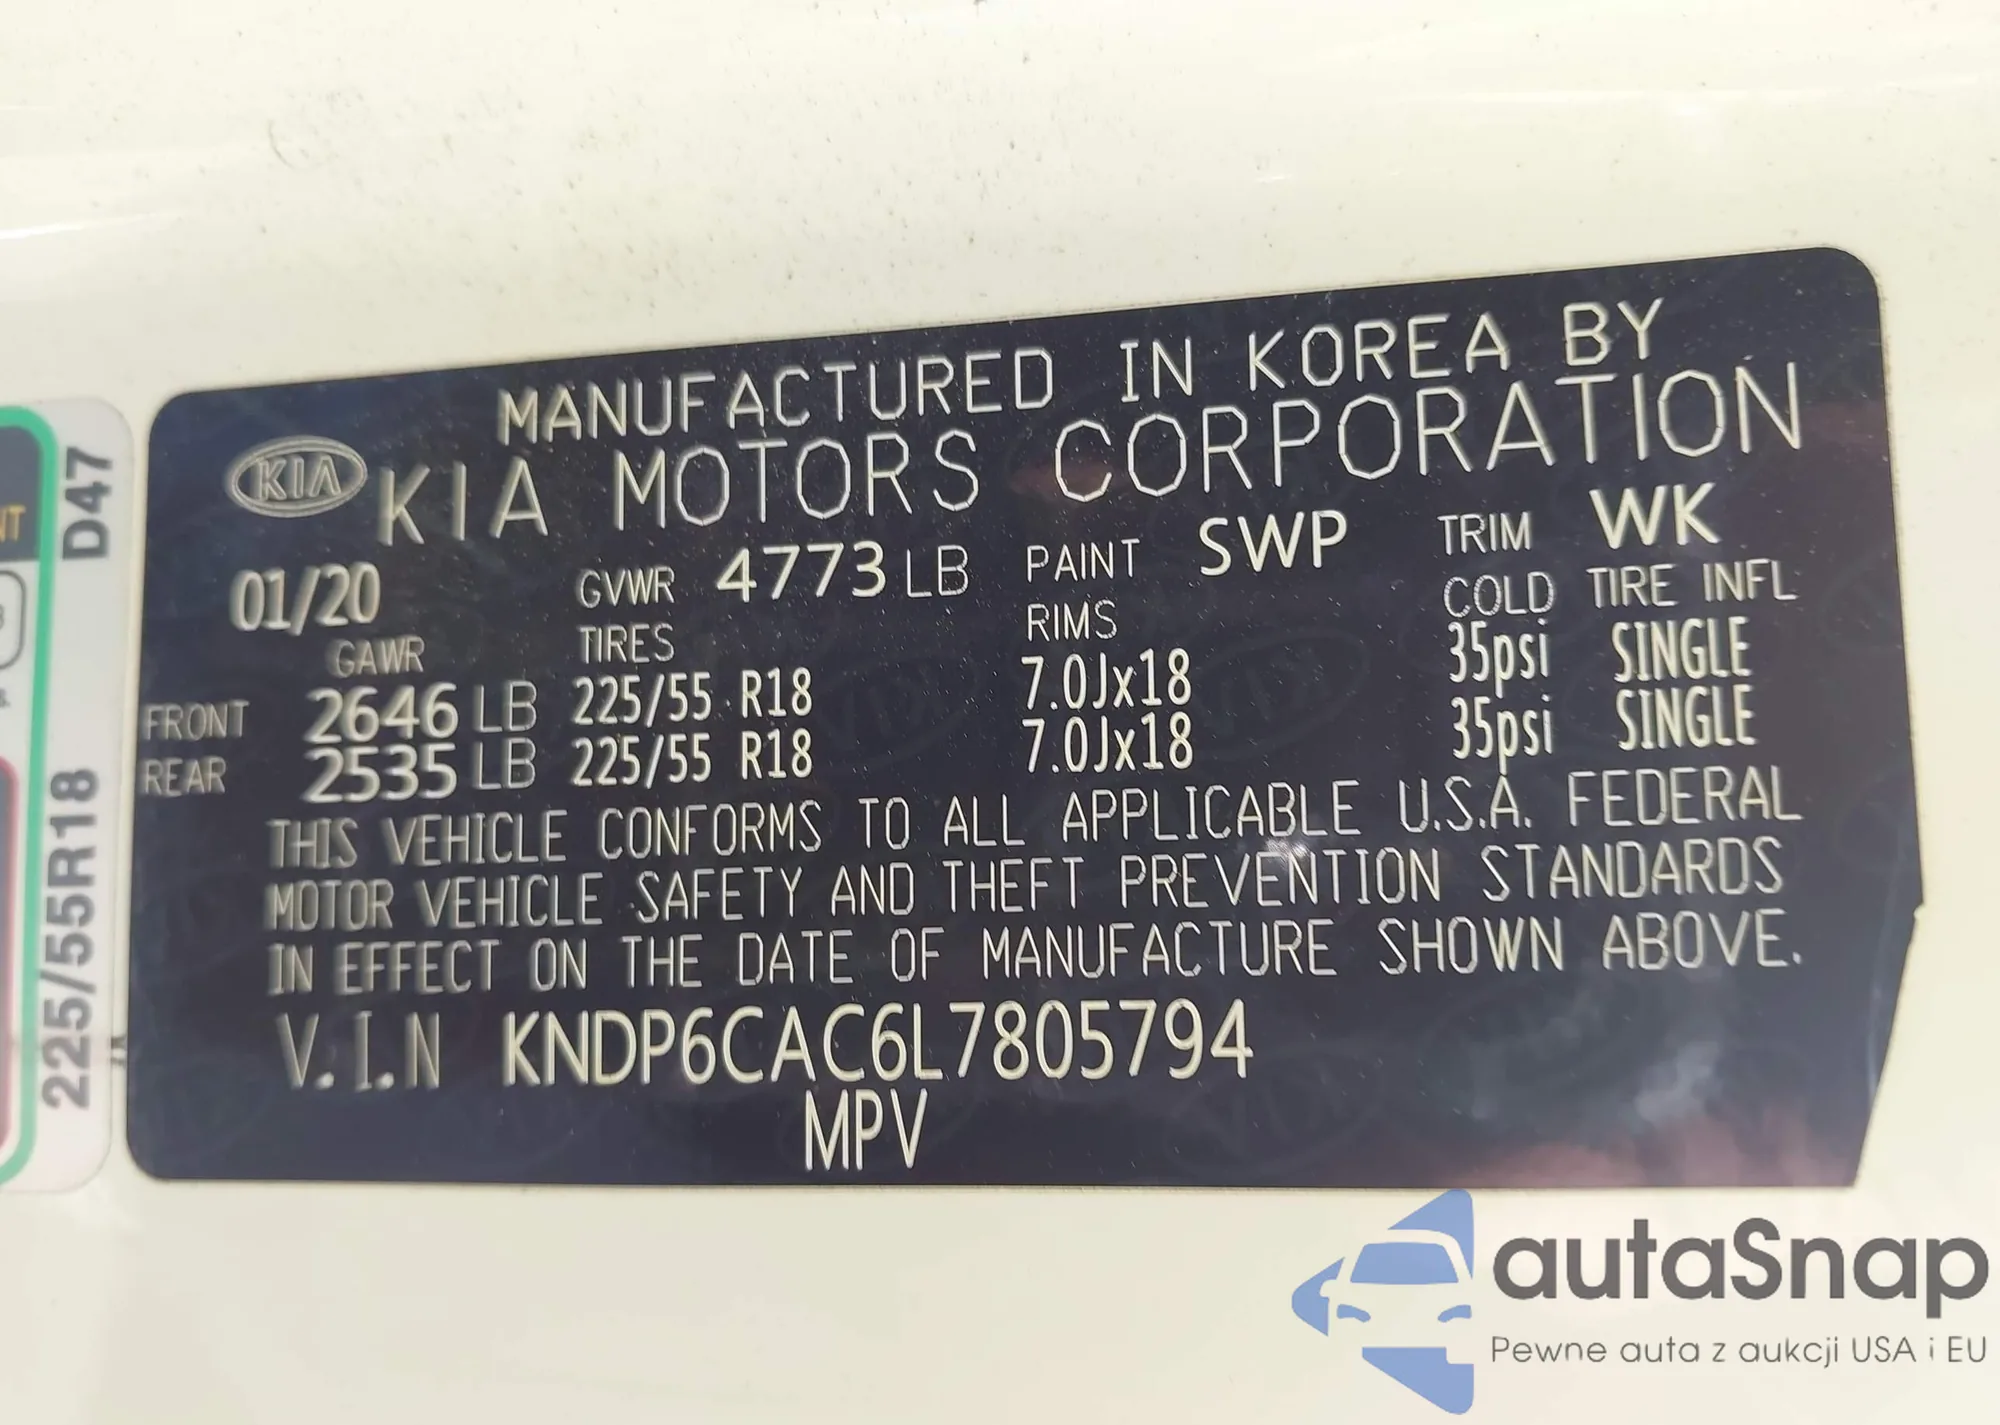 MANUFACTURED IN KOREA BY
KIA KIA MOTORS CORPORATION
01/20 GVWR 4773 LB PAINT SWP TRIM WK
GAWR TIRES RIMS COLD TIRE INFL
FRONT 2646 LB 225/55 R18 7.0Jx18 35psi SINGLE
REAR 2535 LB 225/55 R18 7.0Jx18 35psi SINGLE
THIS VEHICLE CONFORMS TO ALL APPLICABLE U.S.A. FEDERAL
MOTOR VEHICLE SAFETY AND THEFT PREVENTION STANDARDS
IN EFFECT ON THE DATE OF MANUFACTURE SHOWN ABOVE.
V.I.N KNDP6CAC6L7805794
MPV
225/55R18 D47
autaSnap
Pewne auta z aukcji USA i EU